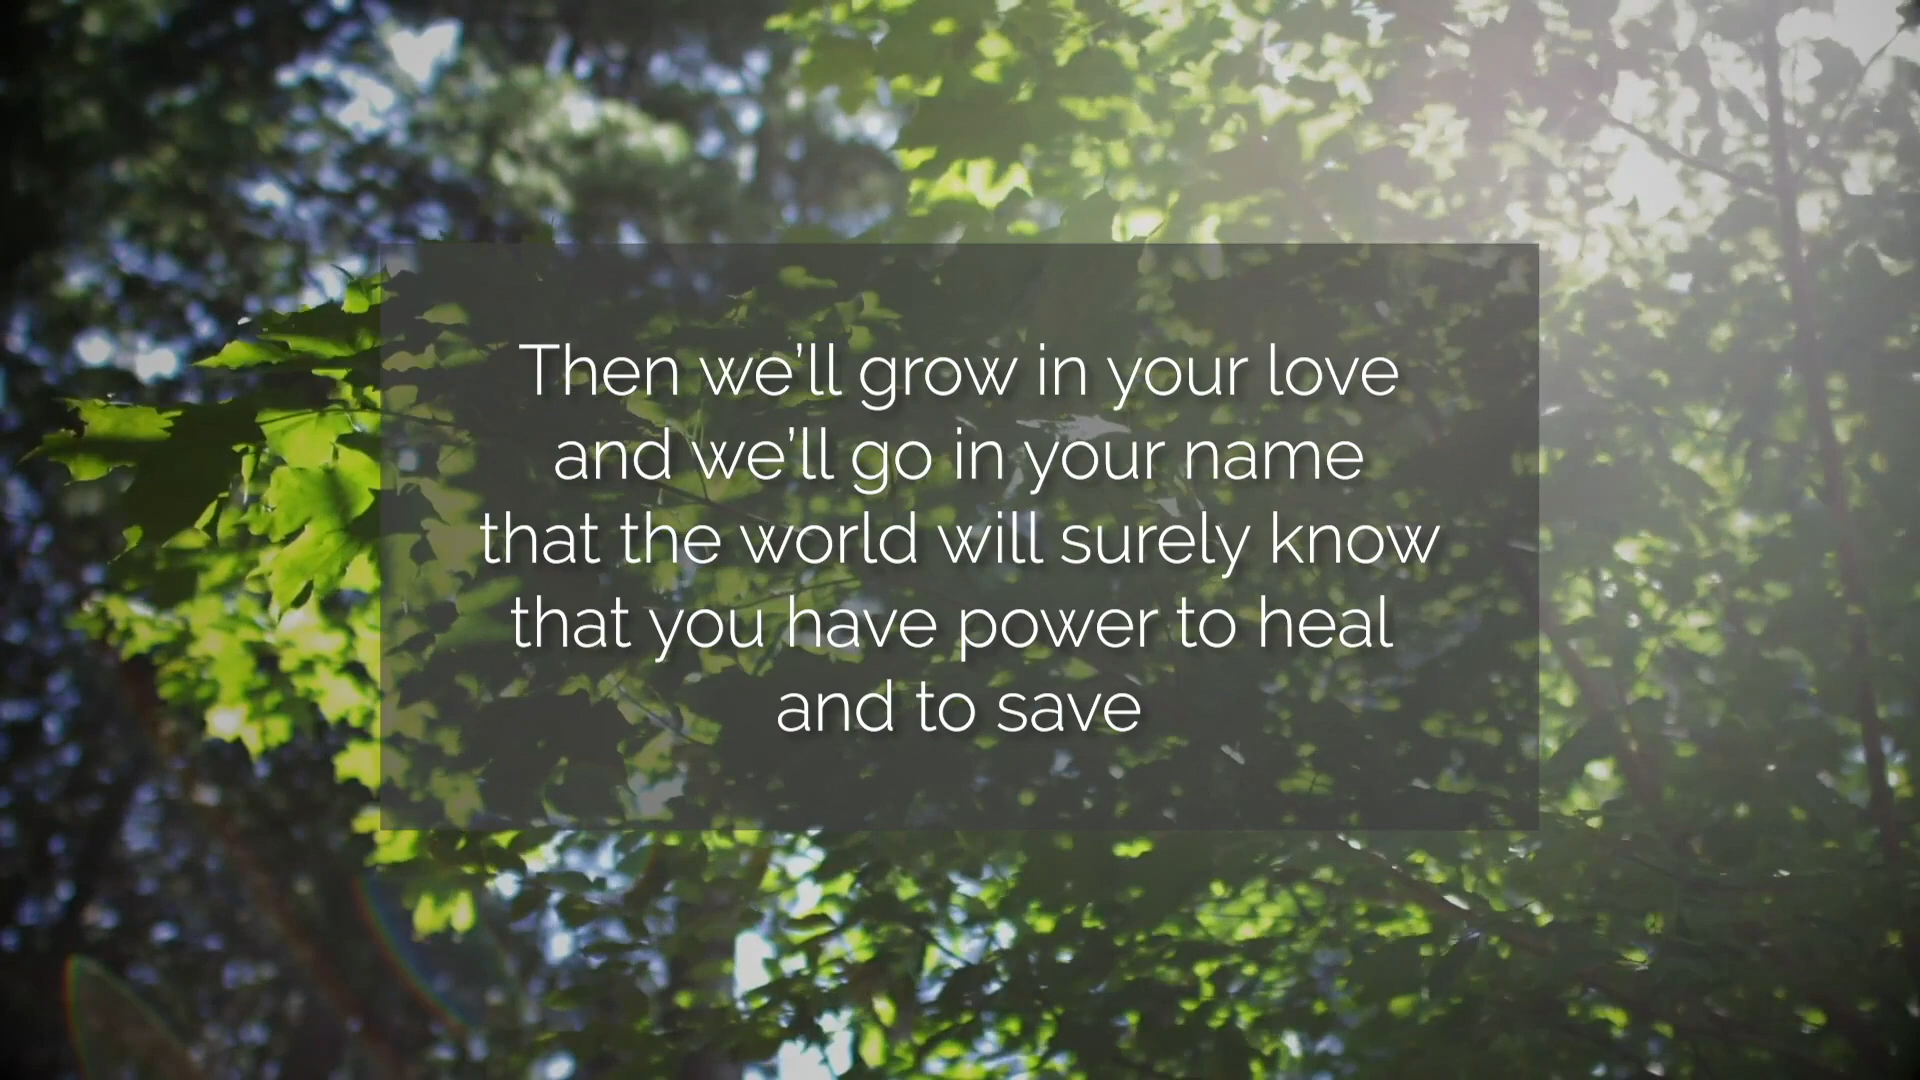 Then we’ll grow in your love
and we’ll go in your name
that the world will surely know
that you have power to heal
and to save